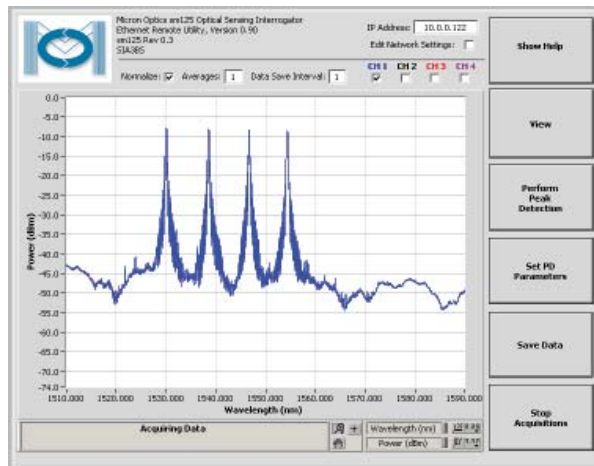 Micron Optics sm125 Optical Sensing Interrogator
Ethernet Remote Utility, Version 0.90
sm125 Rev 0.3
SIA3BS
IP Address: 10.0.0.122
Edit Network Settings:
Normalize: Averages: 1 Data Save Interval: 1
CH 1 CH 2 CH 3 CH 4
Show Help
View
Perform
Peak
Detection
Set PD
Parameters
Save Data
Stop
Acquisitions
Power (dBm)
0.0
-5.0
-10.0
-15.0
-20.0
-25.0
-30.0
-35.0
-40.0
-45.0
-50.0
-55.0
-60.0
-65.0
-70.0
-74.0
1510.000 1520.000 1530.000 1540.000 1550.000 1560.000 1570.000 1580.000 1590.000
Wavelength (nm)
Acquiring Data
Wavelength (nm)
Power (dBm)